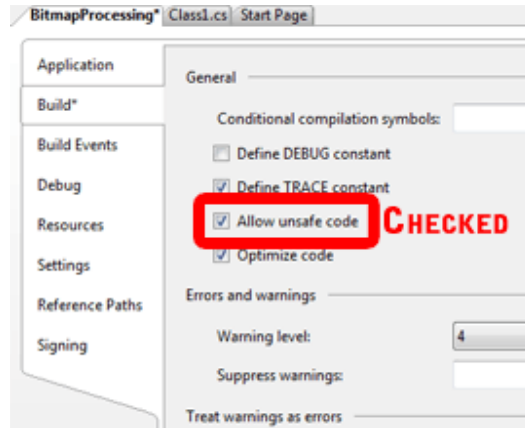 BitmapProcessing* Class1.cs Start Page
Application
General
Build*
Conditional compilation symbols:
Build Events
Define DEBUG constant
Debug
Define TRACE constant
Resources
Allow unsafe code CHECKED
Settings
Optimize code
Reference Paths
Errors and warnings
Signing
Warning level: 4
Suppress warnings:
Treat warnings as errors